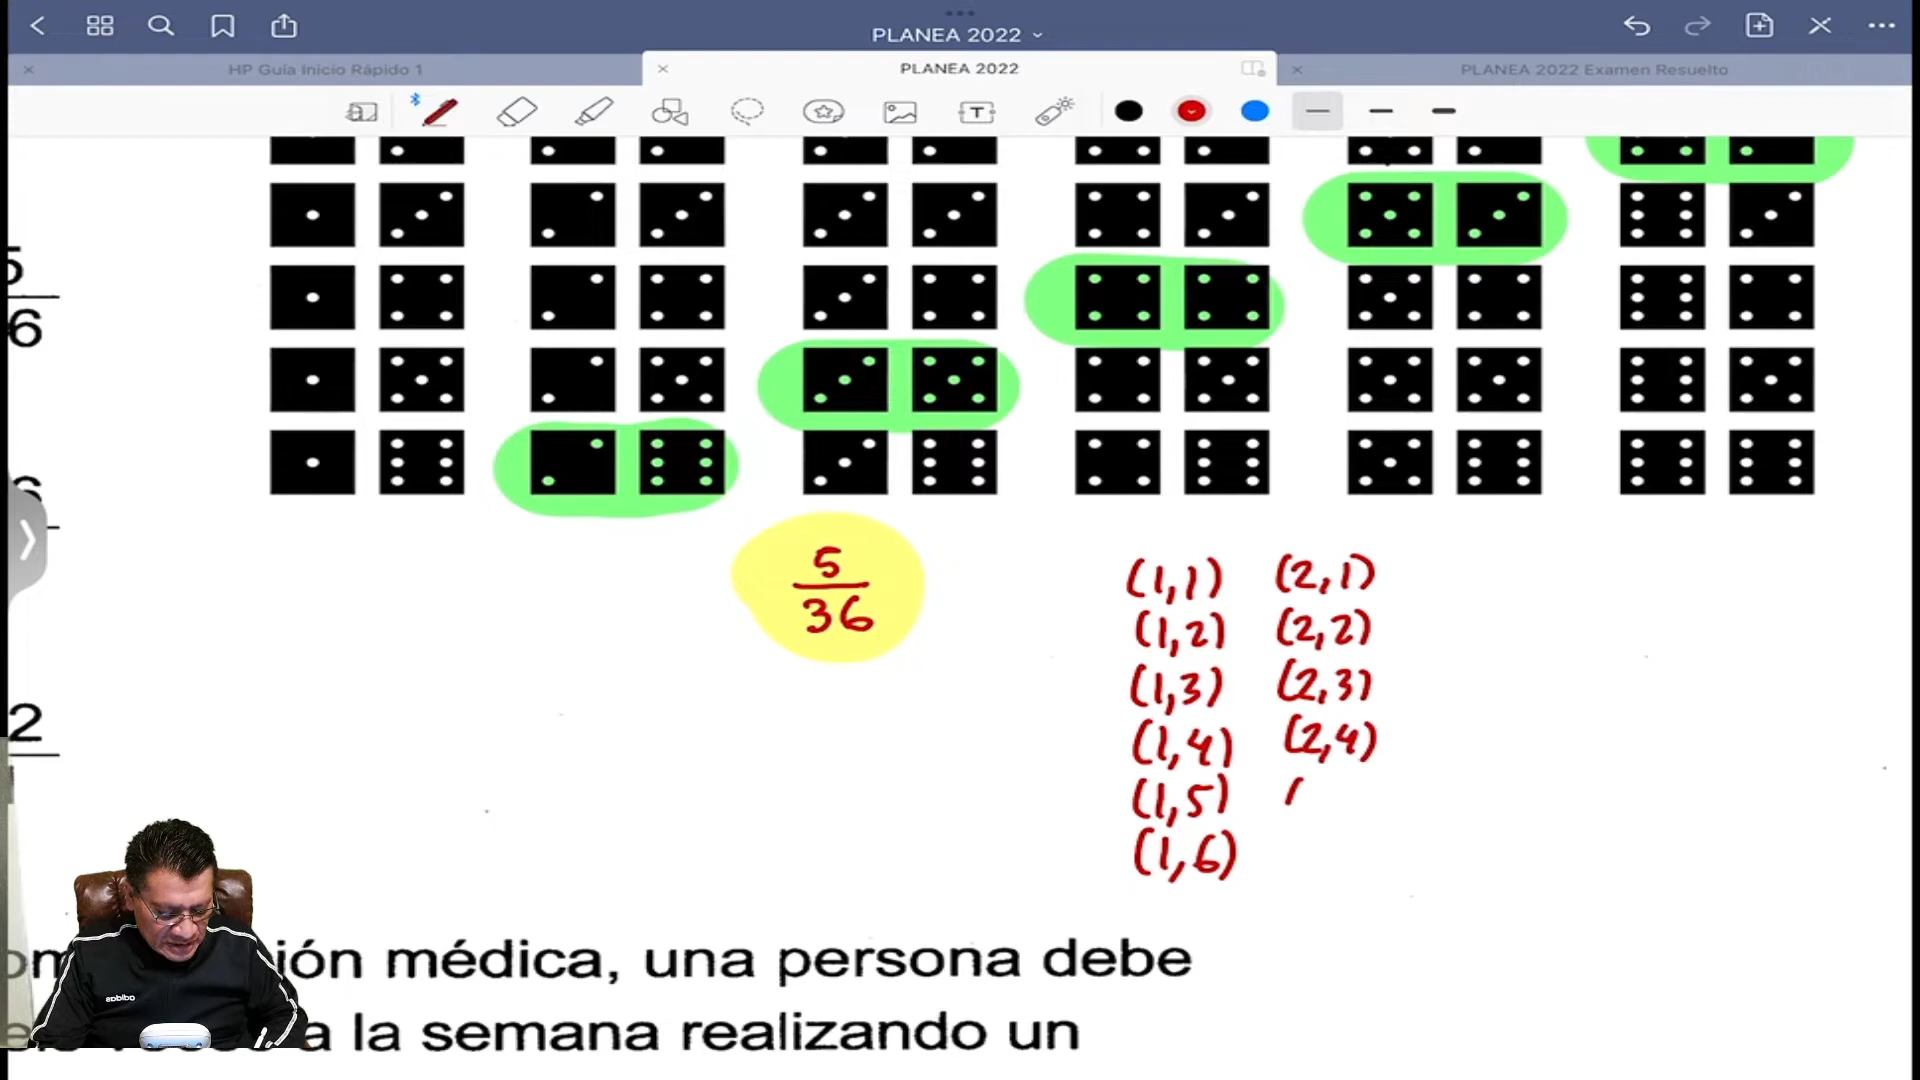 PLANEA 2022
HP Guía Inicio Rápido 1
PLANEA 2022
PLANEA 2022 Examen Resuelto
T
5
6
5
36
(1,1) (2,1)
(1,2) (2,2)
(1,3) (2,3)
(1,4) (2,4)
(1,5) (
(1,6)
2
adidas
ión médica, una persona debe
a la semana realizando un